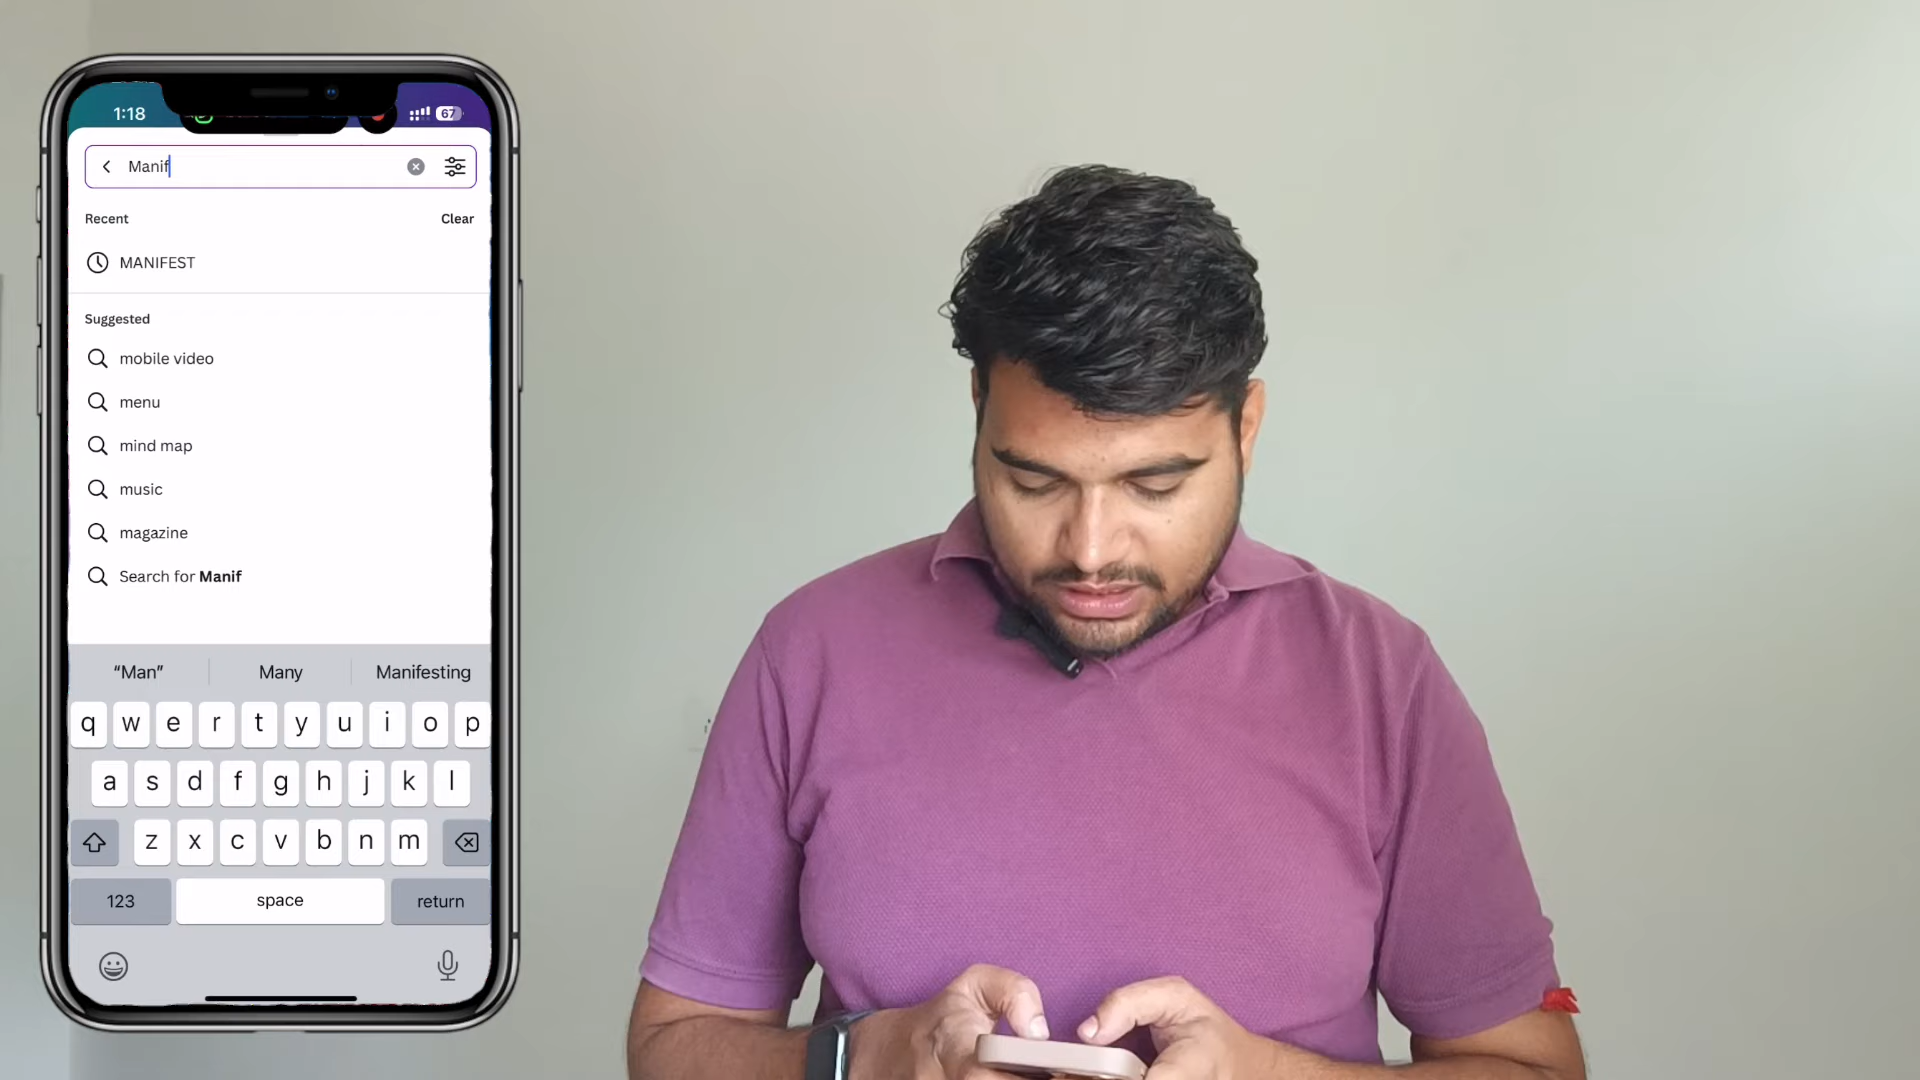 1:18
67
Manif
Recent
Clear
MANIFEST
Suggested
mobile video
menu
mind map
music
magazine
Search for Manif
“Man”
Many
Manifesting
q w e r t y u i o p
a s d f g h j k l
z x c v b n m
123
space
return